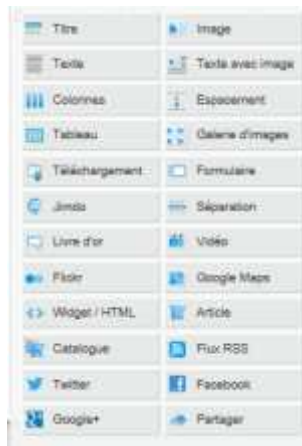 Titre
Image
Texte
Texte avec image
Colonnes
Espacement
Tableau
Galerie d'images
Téléchargement
Formulaire
Jimdo
Séparation
Livre d'or
Vidéo
Flickr
Google Maps
Widget / HTML
Article
Catalogue
Flux RSS
Twitter
Facebook
Google+
Partager